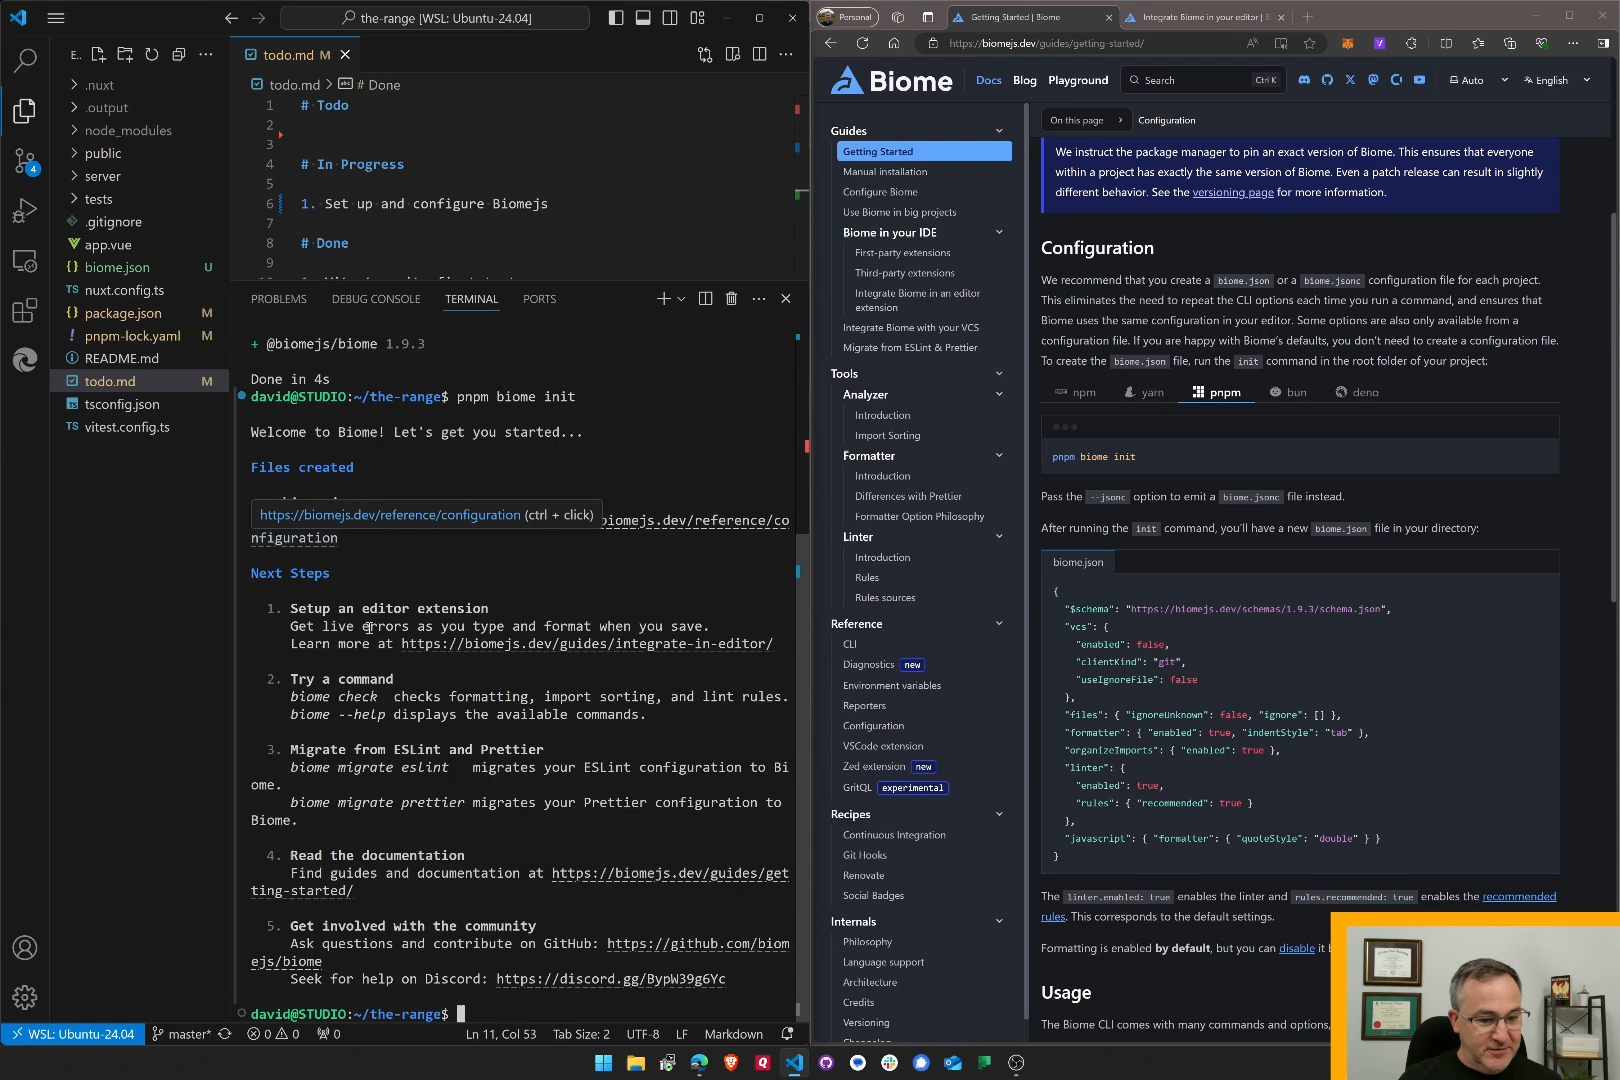 the-range [WSL: Ubuntu-24.04]
E..
.nuxt
.output
node_modules
public
server
tests
.gitignore
app.vue
biome.json U
nuxt.config.ts
package.json M
pnpm-lock.yaml M
README.md
todo.md M
tsconfig.json
vitest.config.ts
4
todo.md M
todo.md > # Done
1 # Todo
2
3
4 # In Progress
5
6 1. Set up and configure Biomejs
7
8 # Done
9
PROBLEMS DEBUG CONSOLE TERMINAL PORTS
+ @biomejs/biome 1.9.3
Done in 4s
david@STUDIO:~/the-range$ pnpm biome init
Welcome to Biome! Let's get you started...
Files created
https://biomejs.dev/reference/configuration (ctrl + click)
biomejs.dev/reference/co
nfiguration
Next Steps
1. Setup an editor extension
Get live errors as you type and format when you save.
Learn more at https://biomejs.dev/guides/integrate-in-editor/
2. Try a command
biome check checks formatting, import sorting, and lint rules.
biome --help displays the available commands.
3. Migrate from ESLint and Prettier
biome migrate eslint migrates your ESLint configuration to Bi
ome.
biome migrate prettier migrates your Prettier configuration to
Biome.
4. Read the documentation
Find guides and documentation at https://biomejs.dev/guides/get
ting-started/
5. Get involved with the community
Ask questions and contribute on GitHub: https://github.com/biom
ejs/biome
Seek for help on Discord: https://discord.gg/BypW39g6Yc
david@STUDIO:~/the-range$
WSL: Ubuntu-24.04 master* 0 0 0 Ln 11, Col 53 Tab Size: 2 UTF-8 LF Markdown
Personal
Getting Started | Biome
Integrate Biome in your editor | B
https://biomejs.dev/guides/getting-started/
Biome Docs Blog Playground Search Ctrl K Auto English
Guides
Getting Started
Manual installation
Configure Biome
Use Biome in big projects
Biome in your IDE
First-party extensions
Third-party extensions
Integrate Biome in an editor
extension
Integrate Biome with your VCS
Migrate from ESLint & Prettier
Tools
Analyzer
Introduction
Import Sorting
Formatter
Introduction
Differences with Prettier
Formatter Option Philosophy
Linter
Introduction
Rules
Rules sources
Reference
CLI
Diagnostics new
Environment variables
Reporters
Configuration
VSCode extension
Zed extension new
GritQL experimental
Recipes
Continuous Integration
Git Hooks
Renovate
Social Badges
Internals
Philosophy
Language support
Architecture
Credits
Versioning
On this page > Configuration
We instruct the package manager to pin an exact version of Biome. This ensures that everyone
within a project has exactly the same version of Biome. Even a patch release can result in slightly
different behavior. See the versioning page for more information.
Configuration
We recommend that you create a biome.json or a biome.jsonc configuration file for each project.
This eliminates the need to repeat the CLI options each time you run a command, and ensures that
Biome uses the same configuration in your editor. Some options are also only available from a
configuration file. If you are happy with Biome's defaults, you don't need to create a configuration file.
To create the biome.json file, run the init command in the root folder of your project:
npm yarn pnpm bun deno
pnpm biome init
Pass the --jsonc option to emit a biome.jsonc file instead.
After running the init command, you'll have a new biome.json file in your directory:
biome.json
{
"$schema": "https://biomejs.dev/schemas/1.9.3/schema.json",
"vcs": {
"enabled": false,
"clientKind": "git",
"useIgnoreFile": false
},
"files": { "ignoreUnknown": false, "ignore": [] },
"formatter": { "enabled": true, "indentStyle": "tab" },
"organizeImports": { "enabled": true },
"linter": {
"enabled": true,
"rules": { "recommended": true }
},
"javascript": { "formatter": { "quoteStyle": "double" } }
}
The linter.enabled: true enables the linter and rules.recommended: true enables the recommended
rules. This corresponds to the default settings.
Formatting is enabled by default, but you can disable it
Usage
The Biome CLI comes with many commands and options,